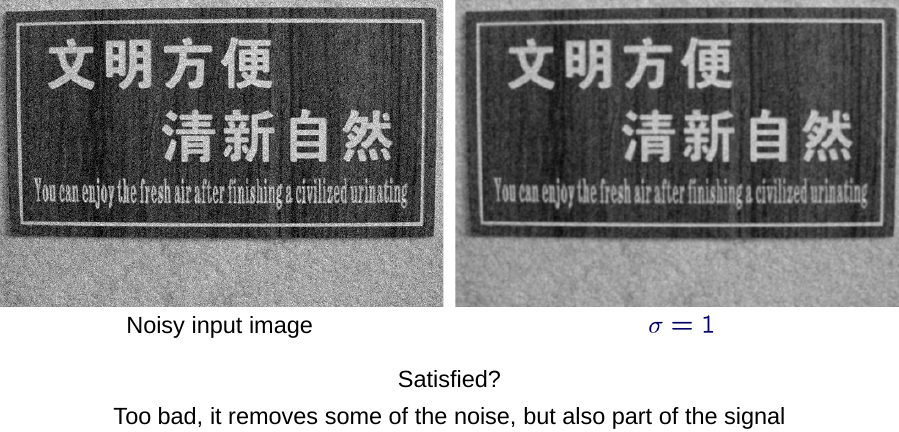 文明方便
清新自然
You can enjoy the fresh air after finishing a civilized urinating
文明方便
清新自然
You can enjoy the fresh air after finishing a civilized urinating
Noisy input image
σ = 1
Satisfied?
Too bad, it removes some of the noise, but also part of the signal